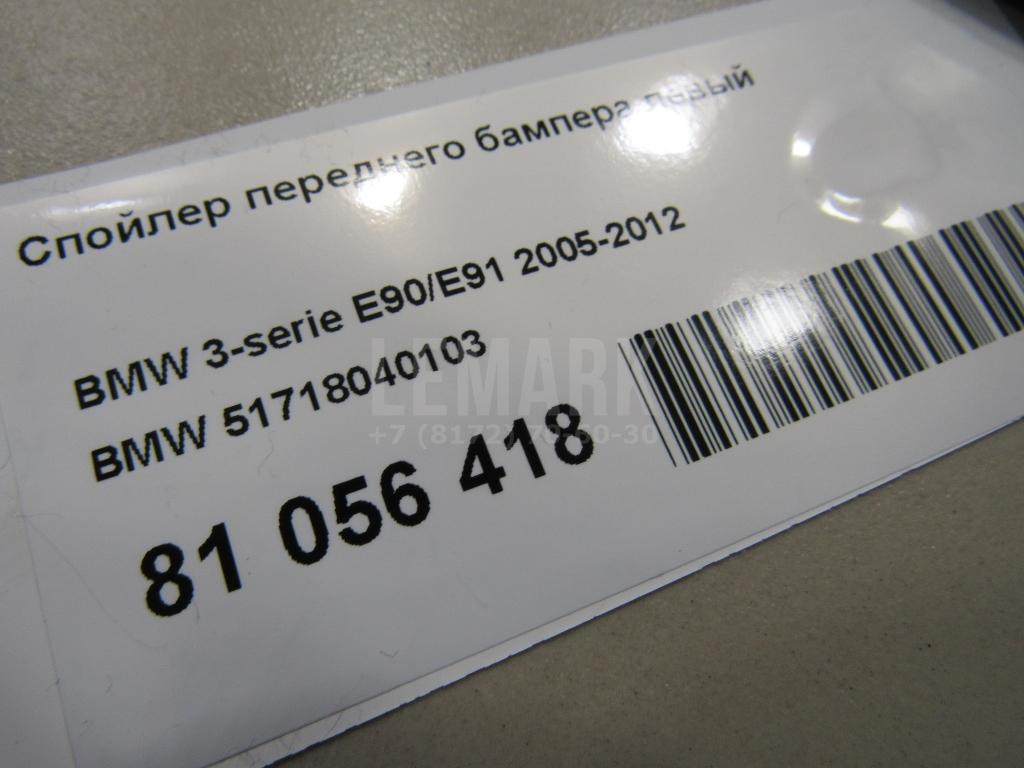 Спойлер переднего бампера левый
BMW 3-serie E90/E91 2005-2012
BMW 51718040103
81 056 418
LEMARK